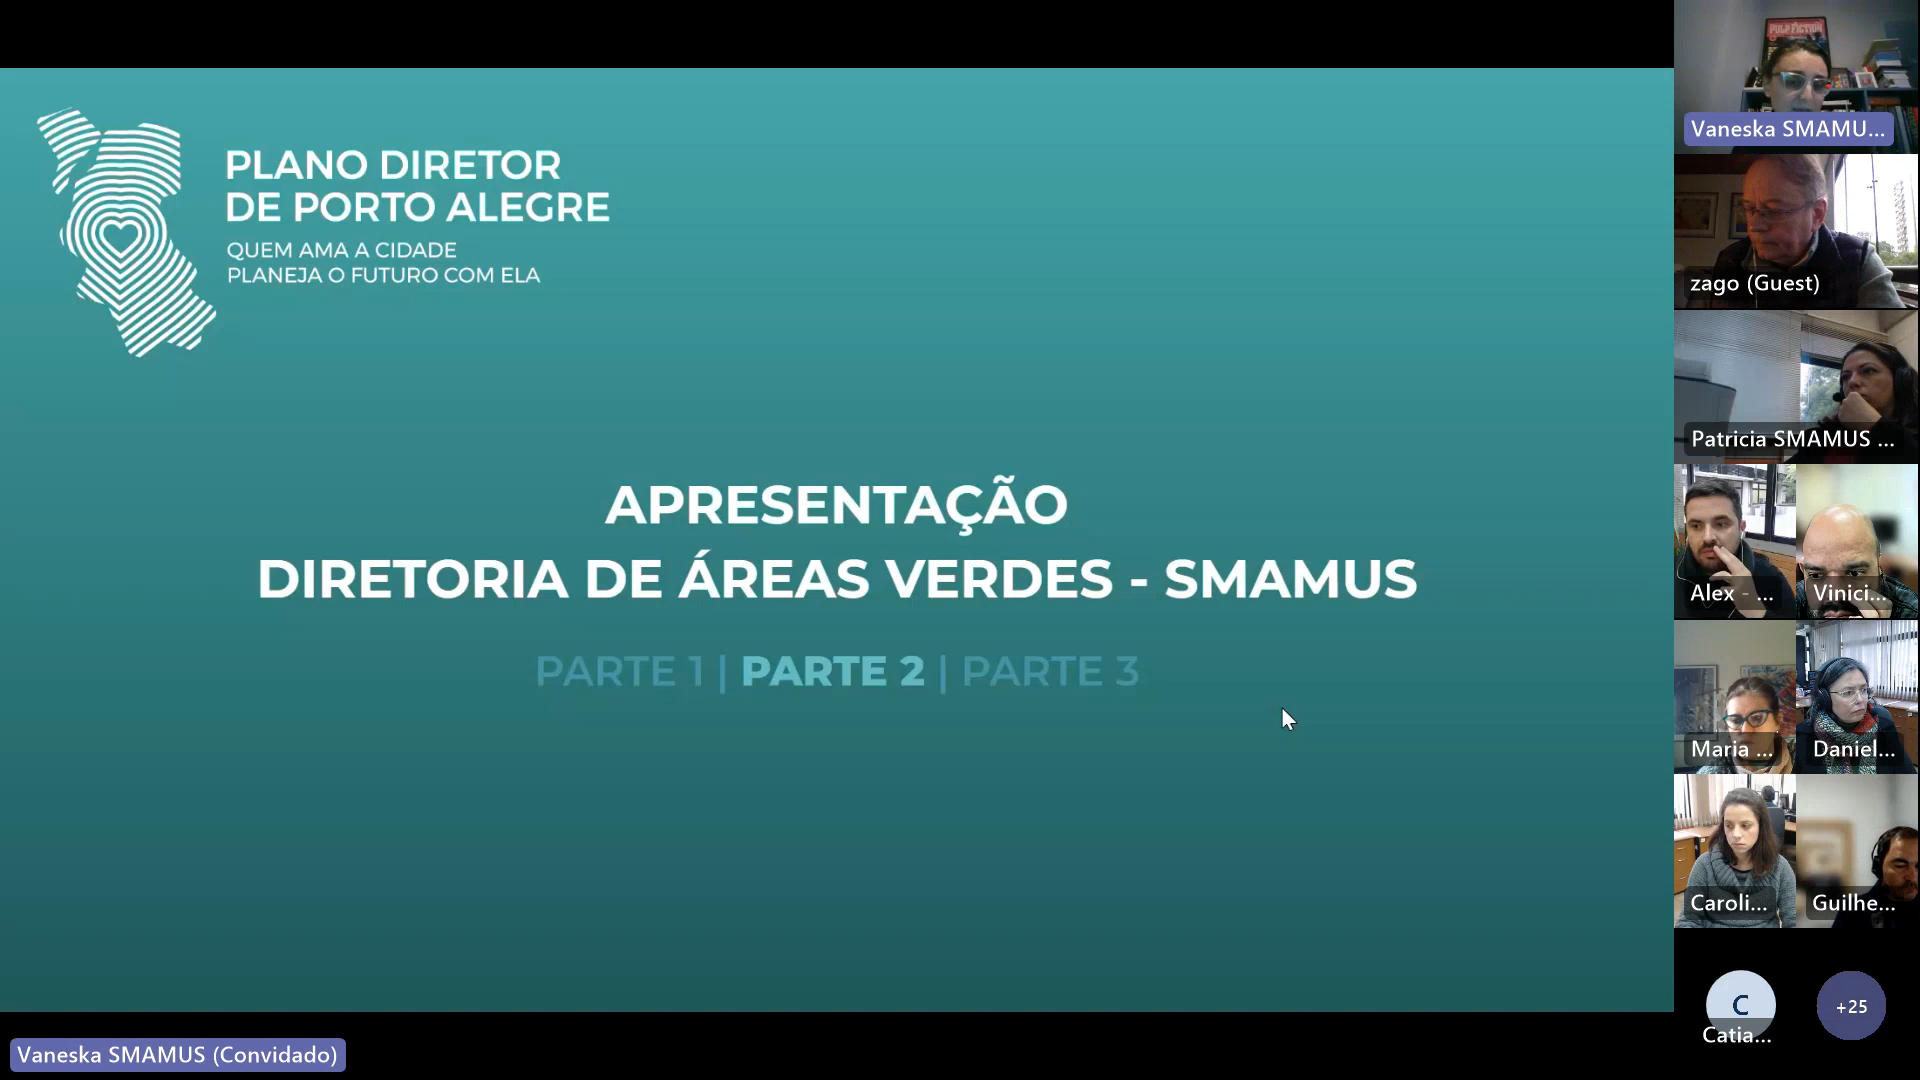 PLANO DIRETOR
DE PORTO ALEGRE
QUEM AMA A CIDADE
PLANEJA O FUTURO COM ELA
APRESENTAÇÃO
DIRETORIA DE ÁREAS VERDES - SMAMUS
PARTE 1 | PARTE 2 | PARTE 3
Vaneska SMAMUS (Convidado)
PULP FICTION
Vaneska SMAMU...
zago (Guest)
Patricia SMAMUS ...
Alex - ...
Vinici...
Maria ...
Daniel...
Caroli...
Guilhe...
C
Catia...
+25